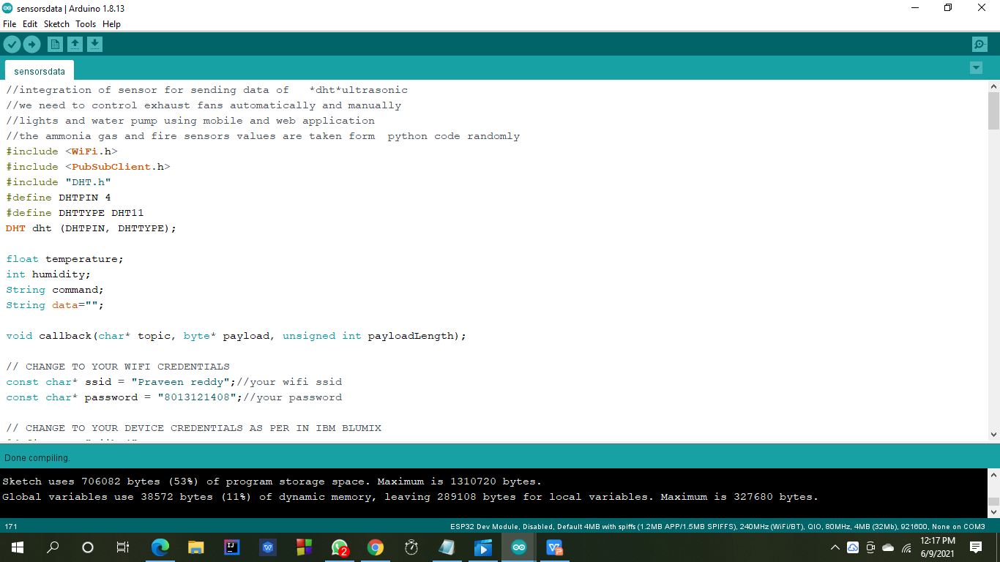 sensorsdata | Arduino 1.8.13
File Edit Sketch Tools Help
sensorsdata
//integration of sensor for sending data of   *dht*ultrasonic
//we need to control exhaust fans automatically and manually
//lights and water pump using mobile and web application
//the ammonia gas and fire sensors values are taken form  python code randomly
#include <WiFi.h>
#include <PubSubClient.h>
#include "DHT.h"
#define DHTPIN 4
#define DHTTYPE DHT11
DHT dht (DHTPIN, DHTTYPE);
float temperature;
int humidity;
String command;
String data="";
void callback(char* topic, byte* payload, unsigned int payloadLength);
// CHANGE TO YOUR WIFI CREDENTIALS
const char* ssid = "Praveen reddy";//your wifi ssid
const char* password = "8013121408";//your password
// CHANGE TO YOUR DEVICE CREDENTIALS AS PER IN IBM BLUMIX
Done compiling.
Sketch uses 706082 bytes (53%) of program storage space. Maximum is 1310720 bytes.
Global variables use 38572 bytes (11%) of dynamic memory, leaving 289108 bytes for local variables. Maximum is 327680 bytes.
171
ESP32 Dev Module, Disabled, Default 4MB with spiffs (1.2MB APP/1.5MB SPIFFS), 240MHz (WiFi/BT), QIO, 80MHz, 4MB (32Mb), 921600, None on COM3
2
12:17 PM
6/9/2021